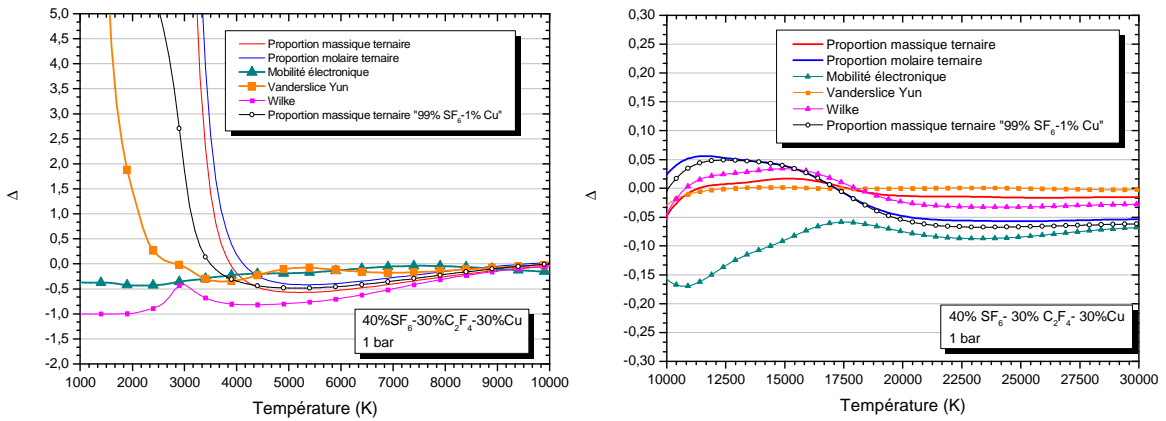 5,0
4,5
4,0
3,5
3,0
2,5
2,0
1,5
1,0
0,5
0,0
-0,5
-1,0
-1,5
-2,0
Δ
Proportion massique ternaire
Proportion molaire ternaire
Mobilité électronique
Vanderslice Yun
Wilke
Proportion massique ternaire "99% SF6-1% Cu"
40%SF6-30%C2F4-30%Cu
1 bar
1000 2000 3000 4000 5000 6000 7000 8000 9000 10000
Température (K)
0,30
0,25
0,20
0,15
0,10
0,05
0,00
-0,05
-0,10
-0,15
-0,20
-0,25
-0,30
Δ
Proportion massique ternaire
Proportion molaire ternaire
Mobilité électronique
Vanderslice Yun
Wilke
Proportion massique ternaire "99% SF6-1% Cu"
40% SF6- 30% C2F4- 30%Cu
1 bar
10000 12500 15000 17500 20000 22500 25000 27500 30000
Température (K)